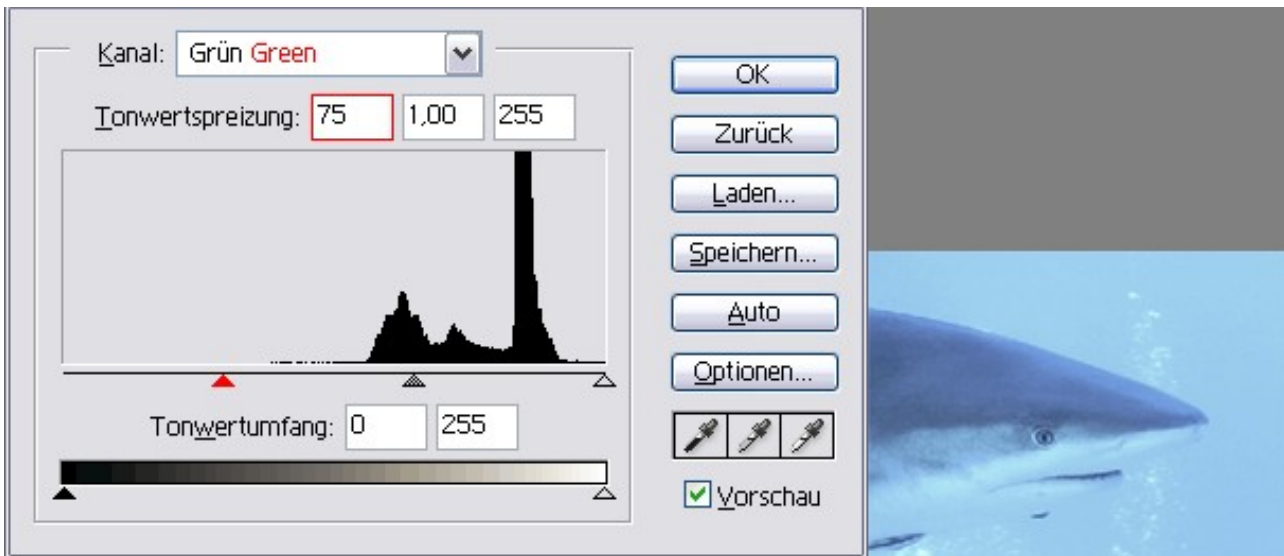 Kanal: Grün Green
Tonwertspreizung: 75 1,00 255
Tonwertumfang: 0 255
OK
Zurück
Laden...
Speichern...
Auto
Optionen...
Vorschau